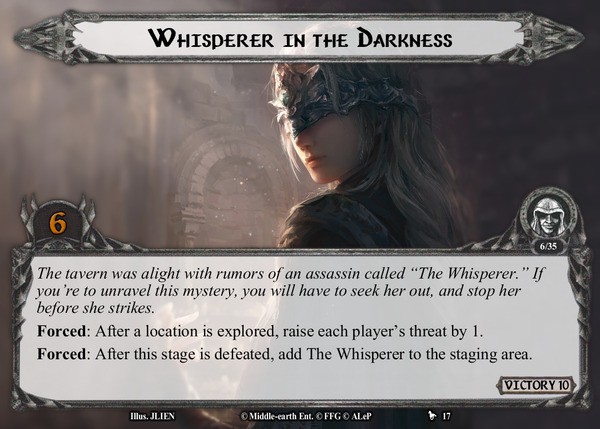 Whisperer in the Darkness
6
6/35
The tavern was alight with rumors of an assassin called “The Whisperer.” If
you’re to unravel this mystery, you will have to seek her out, and stop her
before she strikes.
Forced: After a location is explored, raise each player’s threat by 1.
Forced: After this stage is defeated, add The Whisperer to the staging area.
VICTORY 10
Illus. JLIEN © Middle-earth Ent. © FFG © ALeP 17